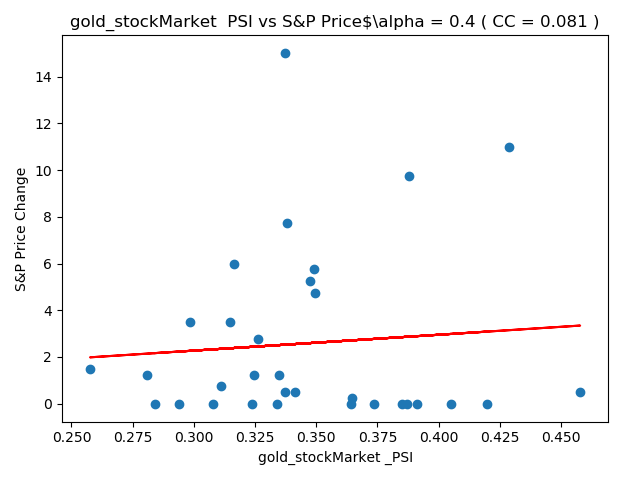 gold_stockMarket  PSI vs S&P Price$\alpha = 0.4 ( CC = 0.081 )
14
12
10
8
6
4
2
0
S&P Price Change
0.250 0.275 0.300 0.325 0.350 0.375 0.400 0.425 0.450
gold_stockMarket _PSI